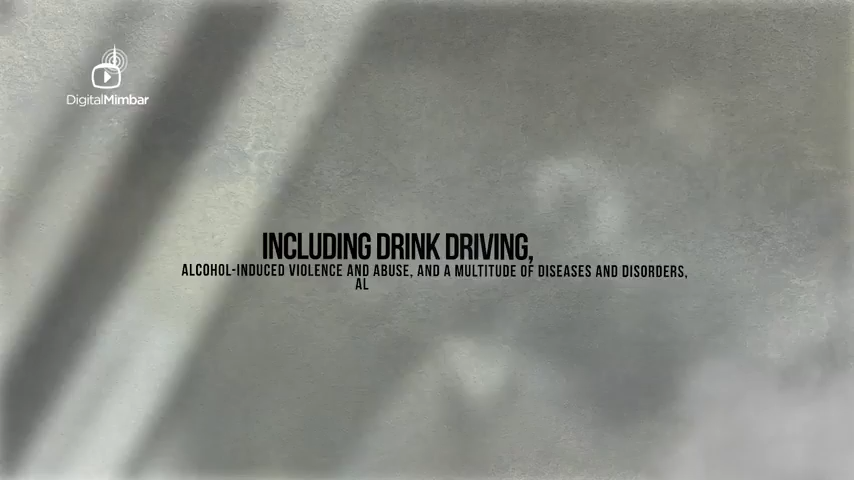 DigitalMimbar
INCLUDING DRINK DRIVING,
ALCOHOL-INDUCED VIOLENCE AND ABUSE, AND A MULTITUDE OF DISEASES AND DISORDERS,
AL